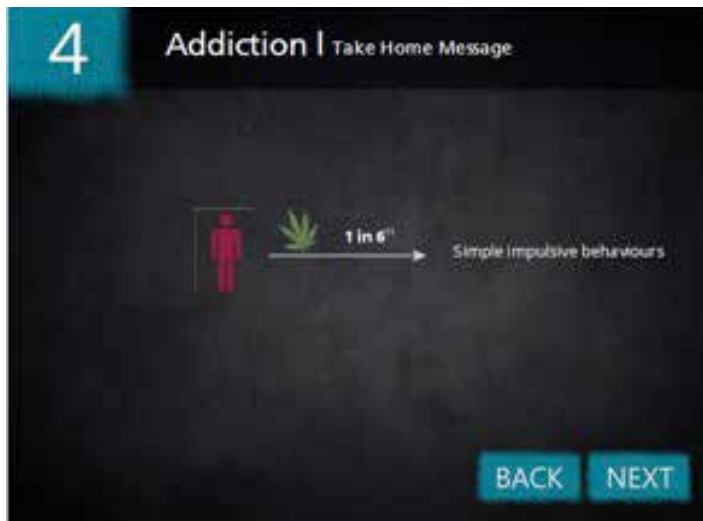 4
Addiction | Take Home Message
1 in 6
Simple impulsive behaviours
BACK NEXT